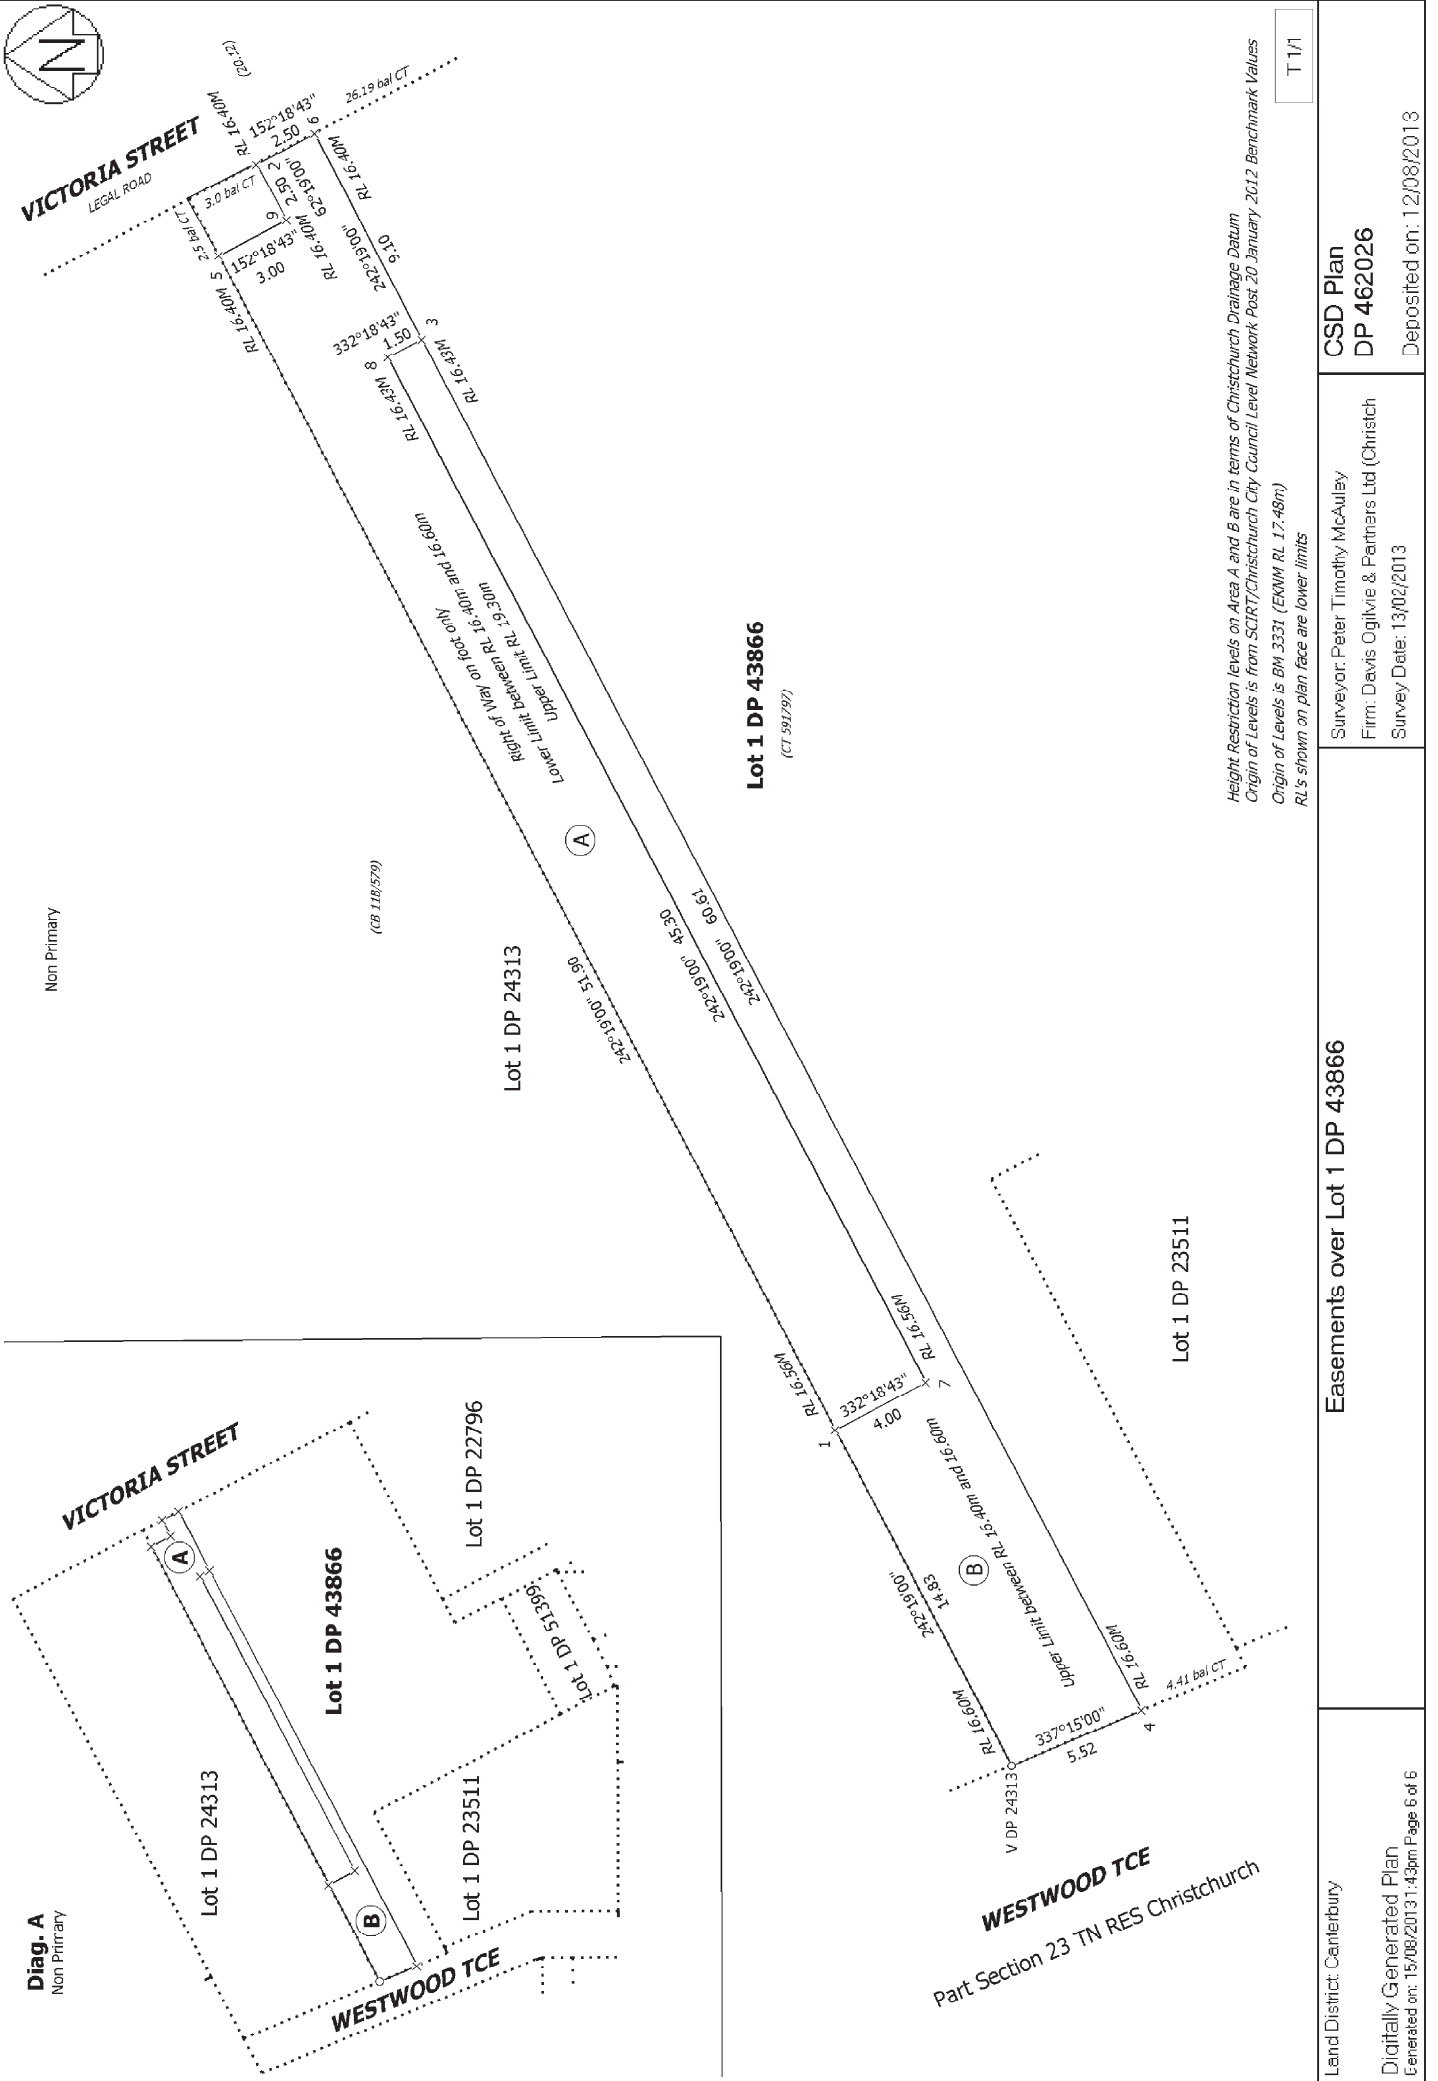 Diag. A
Non Primary
VICTORIA STREET
A
Lot 1 DP 24313
Lot 1 DP 43866
Lot 1 DP 22796
Lot 1 DP 51399
Lot 1 DP 23511
B
WESTWOOD TCE
Non Primary
N
VICTORIA STREET
LEGAL ROAD
(20.12)
RL 16.40M
152°18'43"
2.50
6
26.19 bal CT
3.0 bal CT
2
2.5 bal CT
5
RL 16.40M
152°18'43"
3.00
9
2.50
62°19'00"
RL 16.40M
RL 16.40M
242°19'00"
9.10
332°18'43"
1.50
3
8
RL 16.43M
RL 16.43M
Right of Way on foot only
Lower Limit between RL 16.40m and 16.60m
Upper Limit RL 19.30m
A
(CB 11B/579)
Lot 1 DP 24313
Lot 1 DP 43866
(CT 591797)
242°19'00" 51.90
242°19'00" 45.30
242°19'00" 60.61
RL 16.56M
1
332°18'43"
4.00
RL 16.56M
7
242°19'00"
14.83
B
Upper Limit between RL 15.40m and 16.60m
RL 16.60M
RL 16.60M
337°15'00"
5.52
4
4.41 bal CT
V DP 24313
Lot 1 DP 23511
WESTWOOD TCE
Part Section 23 TN RES Christchurch
Height Restriction levels on Area A and B are in terms of Christchurch Drainage Datum
Origin of Levels is from SCIRT/Christchurch City Council Level Network Post 20 January 2012 Benchmark Values
Origin of Levels is BM 3331 (EKNM RL 17.48m)
RL's shown on plan face are lower limits
T 1/1
Land District: Canterbury
Digitally Generated Plan
Generated on: 15/08/2013 1:43pm Page 6 of 6
Easements over Lot 1 DP 43866
Surveyor: Peter Timothy McAuley
Firm: Davis Ogilvie & Partners Ltd (Christch
Survey Date: 13/02/2013
CSD Plan
DP 462026
Deposited on: 12/08/2013